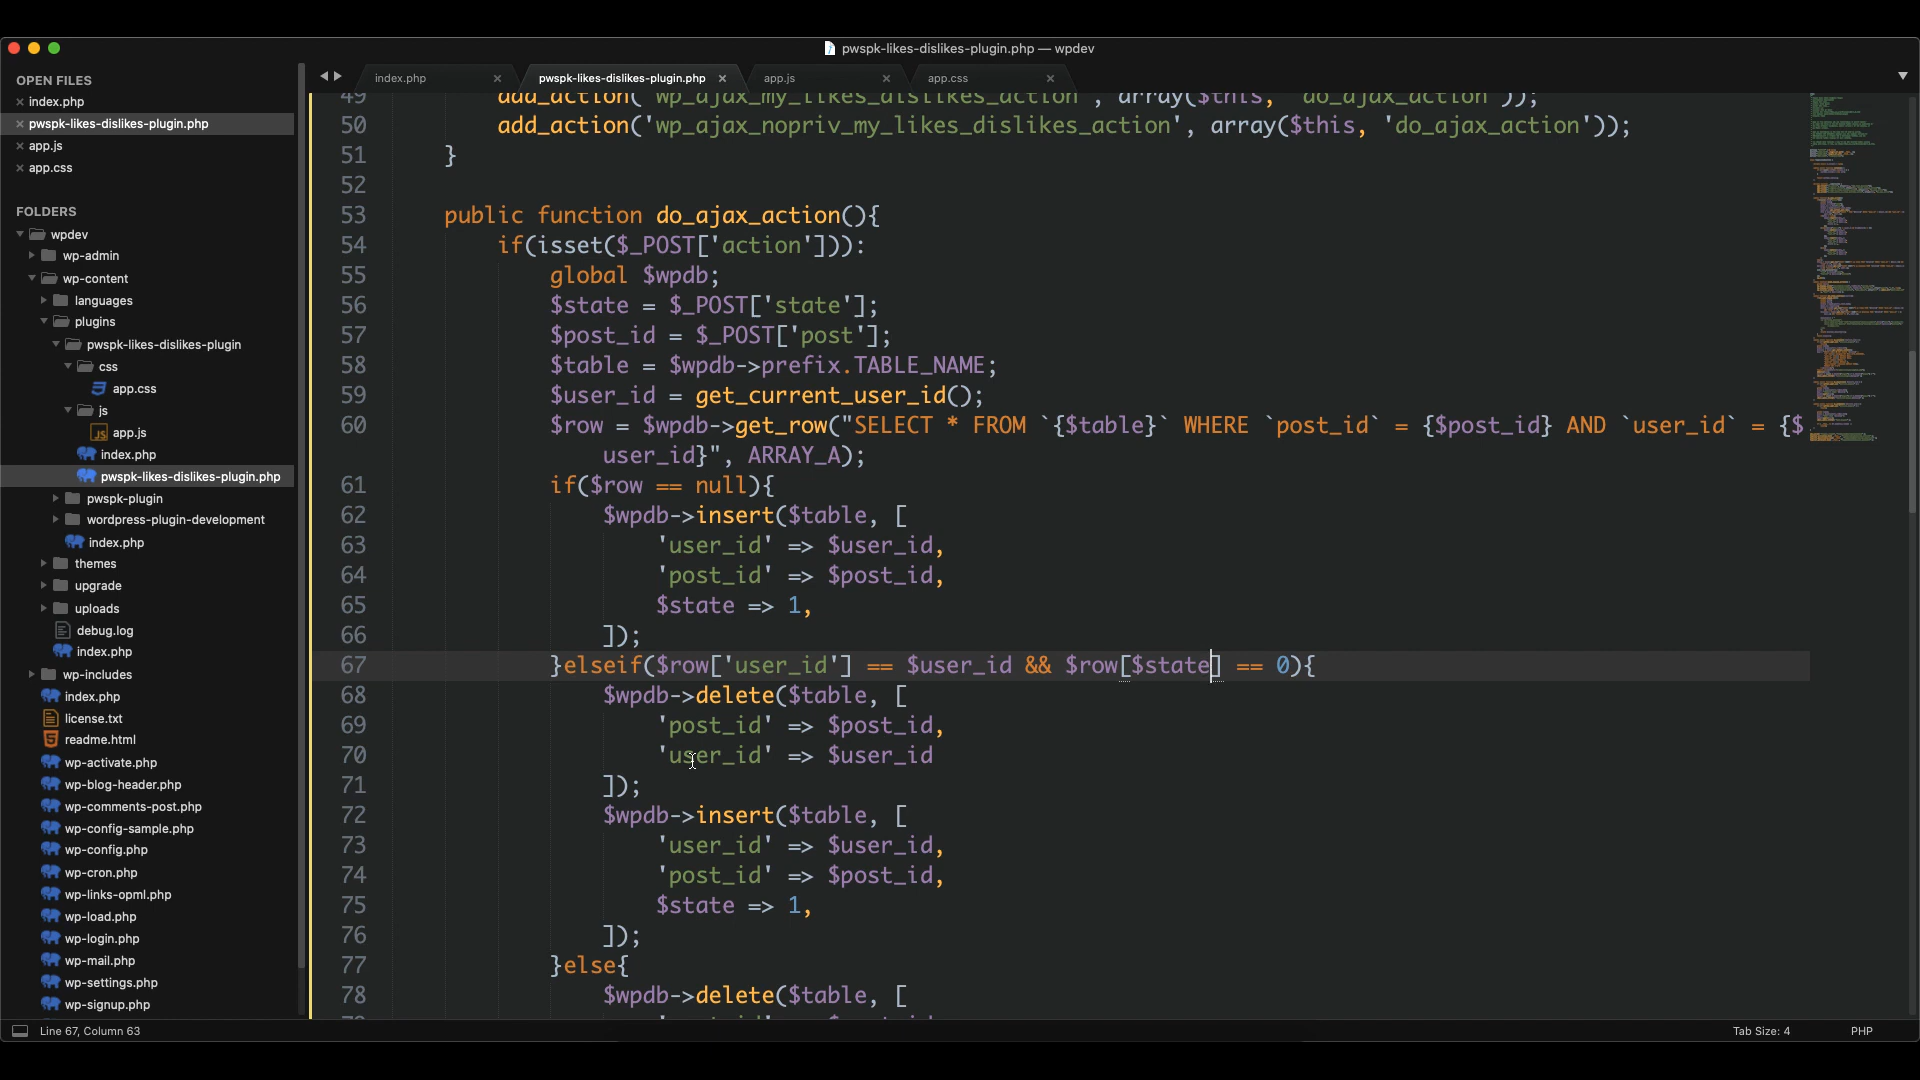 pwspk-likes-dislikes-plugin.php — wpdev
OPEN FILES
index.php
pwspk-likes-dislikes-plugin.php
app.js
app.css
FOLDERS
wpdev
wp-admin
wp-content
languages
plugins
pwspk-likes-dislikes-plugin
css
app.css
js
app.js
index.php
pwspk-likes-dislikes-plugin.php
pwspk-plugin
wordpress-plugin-development
index.php
themes
upgrade
uploads
debug.log
index.php
wp-includes
index.php
license.txt
readme.html
wp-activate.php
wp-blog-header.php
wp-comments-post.php
wp-config-sample.php
wp-config.php
wp-cron.php
wp-links-opml.php
wp-load.php
wp-login.php
wp-mail.php
wp-settings.php
wp-signup.php
index.php pwspk-likes-dislikes-plugin.php app.js app.css
49 add_action('wp_ajax_my_likes_dislikes_action', array($this, 'do_ajax_action'));
50 add_action('wp_ajax_nopriv_my_likes_dislikes_action', array($this, 'do_ajax_action'));
51 }
52
53 public function do_ajax_action(){
54 if(isset($_POST['action'])):
55 global $wpdb;
56 $state = $_POST['state'];
57 $post_id = $_POST['post'];
58 $table = $wpdb->prefix.TABLE_NAME;
59 $user_id = get_current_user_id();
60 $row = $wpdb->get_row("SELECT * FROM `{$table}` WHERE `post_id` = {$post_id} AND `user_id` = {$
user_id}", ARRAY_A);
61 if($row == null){
62 $wpdb->insert($table, [
63 'user_id' => $user_id,
64 'post_id' => $post_id,
65 $state => 1,
66 ]);
67 }elseif($row['user_id'] == $user_id && $row[$state] == 0){
68 $wpdb->delete($table, [
69 'post_id' => $post_id,
70 'user_id' => $user_id
71 ]);
72 $wpdb->insert($table, [
73 'user_id' => $user_id,
74 'post_id' => $post_id,
75 $state => 1,
76 ]);
77 }else{
78 $wpdb->delete($table, [
Line 67, Column 63
Tab Size: 4
PHP